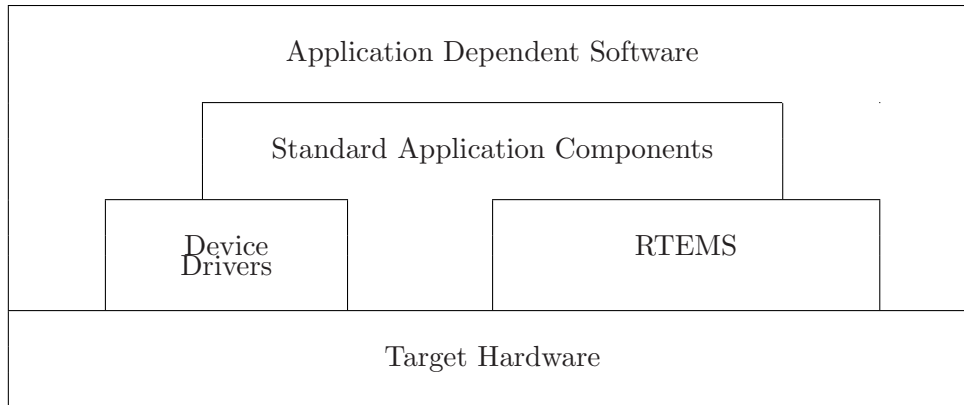 Application Dependent Software
Standard Application Components
Device
Drivers
RTEMS
Target Hardware